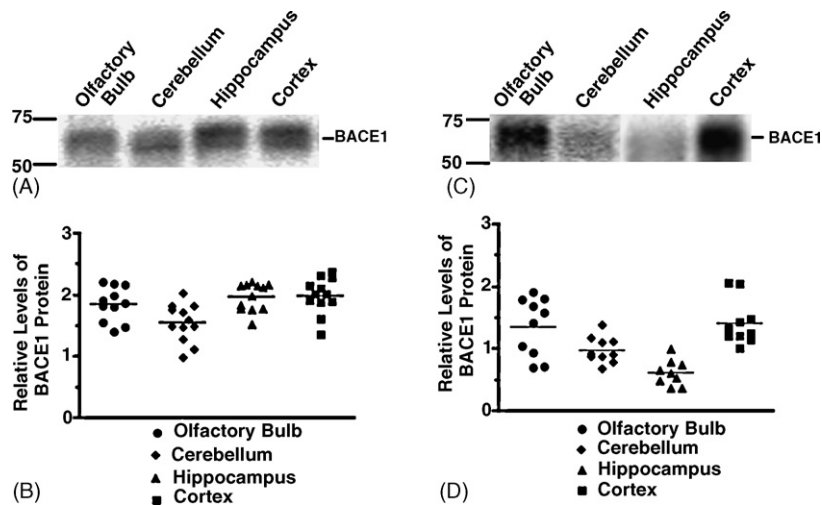 Olfactory
Bulb
Cerebellum
Hippocampus
Cortex
75
50
BACE1
(A)
Olfactory
Bulb
Cerebellum
Hippocampus
Cortex
75
50
BACE1
(C)
Relative Levels of
BACE1 Protein
3
2
1
0
Olfactory Bulb
Cerebellum
Hippocampus
Cortex
(B)
Relative Levels of
BACE1 Protein
3
2
1
0
Olfactory Bulb
Cerebellum
Hippocampus
Cortex
(D)